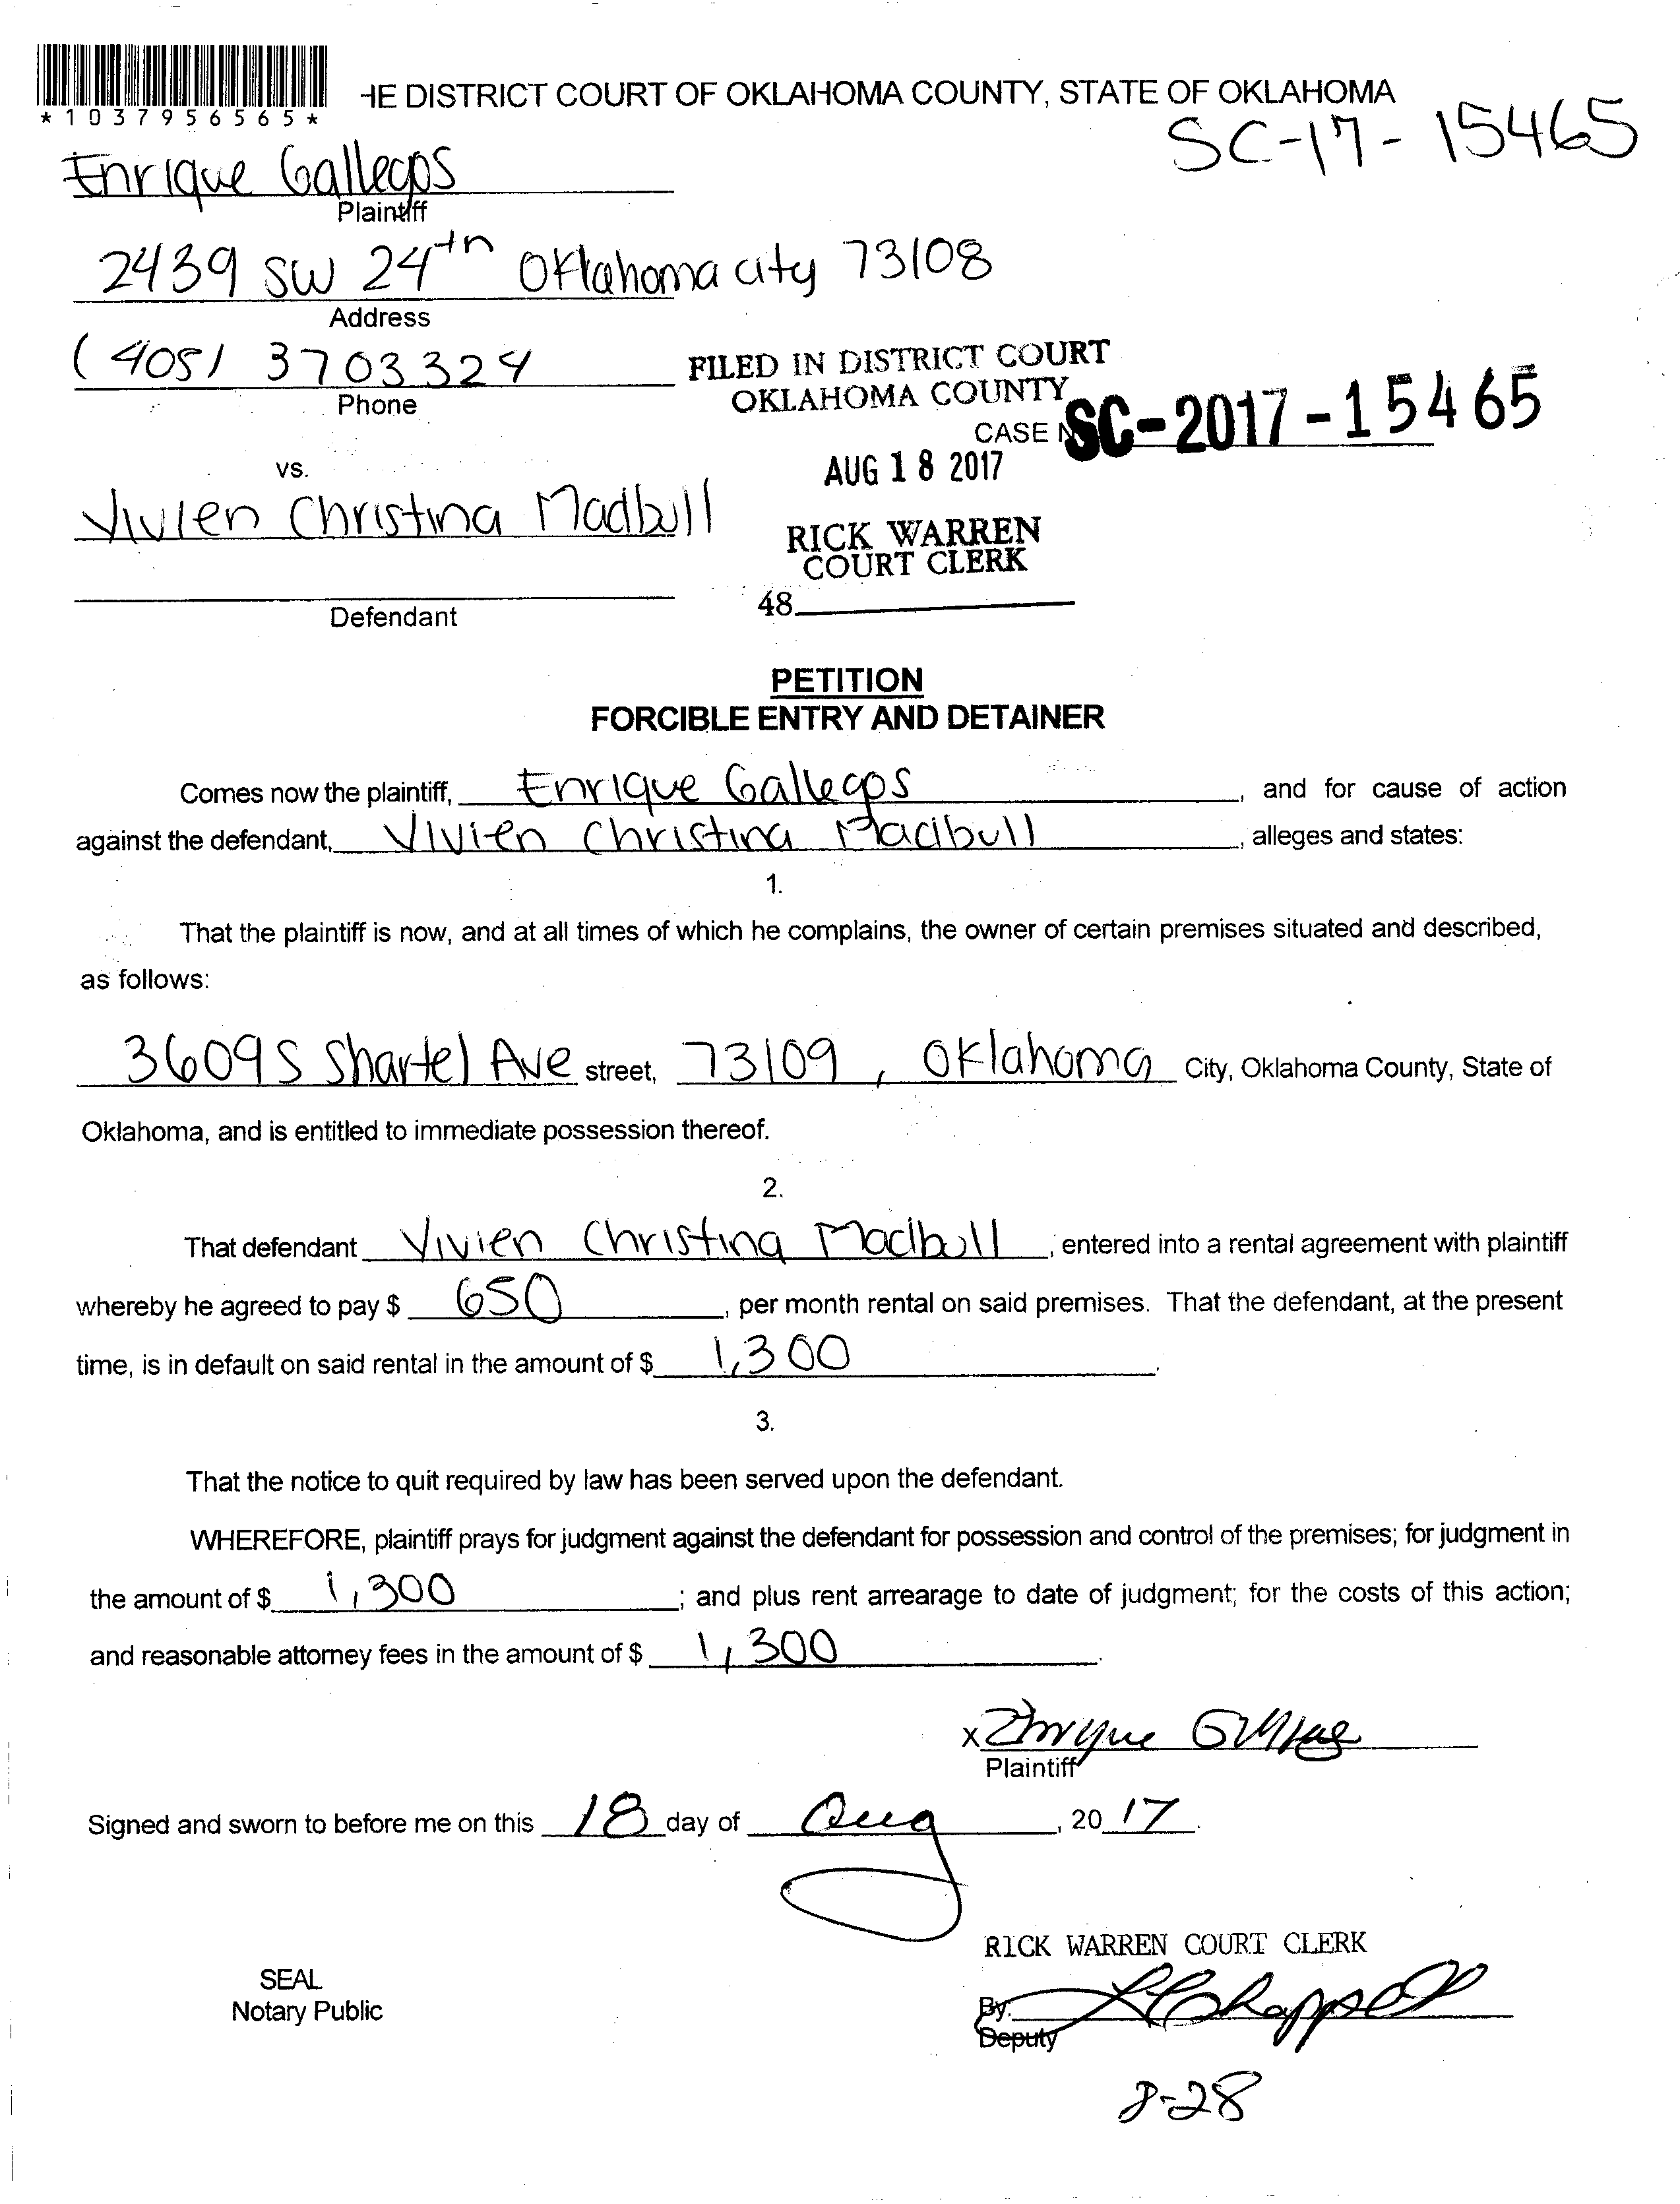 HE DISTRICT COURT OF OKLAHOMA COUNTY, STATE OF OKLAHOMA
*1037956565*
SC-17-15465
Enrique Gallegos
Plaintiff
2439 SW 24th Oklahoma city 73108
Address
(405) 3703324
Phone
FILED IN DISTRICT COURT
OKLAHOMA COUNTY
CASE N SC-2017-15465
AUG 18 2017
vs.
Vivien Christina Madbull
RICK WARREN
COURT CLERK
48
Defendant
PETITION
FORCIBLE ENTRY AND DETAINER
Comes now the plaintiff, Enrique Gallegos, and for cause of action
against the defendant, Vivien Christina Madbull, alleges and states:
1.
That the plaintiff is now, and at all times of which he complains, the owner of certain premises situated and described,
as follows:
3609 S Shartel Ave street, 73109, Oklahoma City, Oklahoma County, State of
Oklahoma, and is entitled to immediate possession thereof.
2.
That defendant Vivien Christina Madbull, entered into a rental agreement with plaintiff
whereby he agreed to pay $ 650, per month rental on said premises. That the defendant, at the present
time, is in default on said rental in the amount of $ 1,300.
3.
That the notice to quit required by law has been served upon the defendant.
WHEREFORE, plaintiff prays for judgment against the defendant for possession and control of the premises; for judgment in
the amount of $ 1,300; and plus rent arrearage to date of judgment; for the costs of this action;
and reasonable attorney fees in the amount of $ 1,300.
X Enrique Gallegos
Plaintiff
Signed and sworn to before me on this 18 day of Aug, 2017.
RICK WARREN COURT CLERK
SEAL
Notary Public
By:
Deputy
8-28